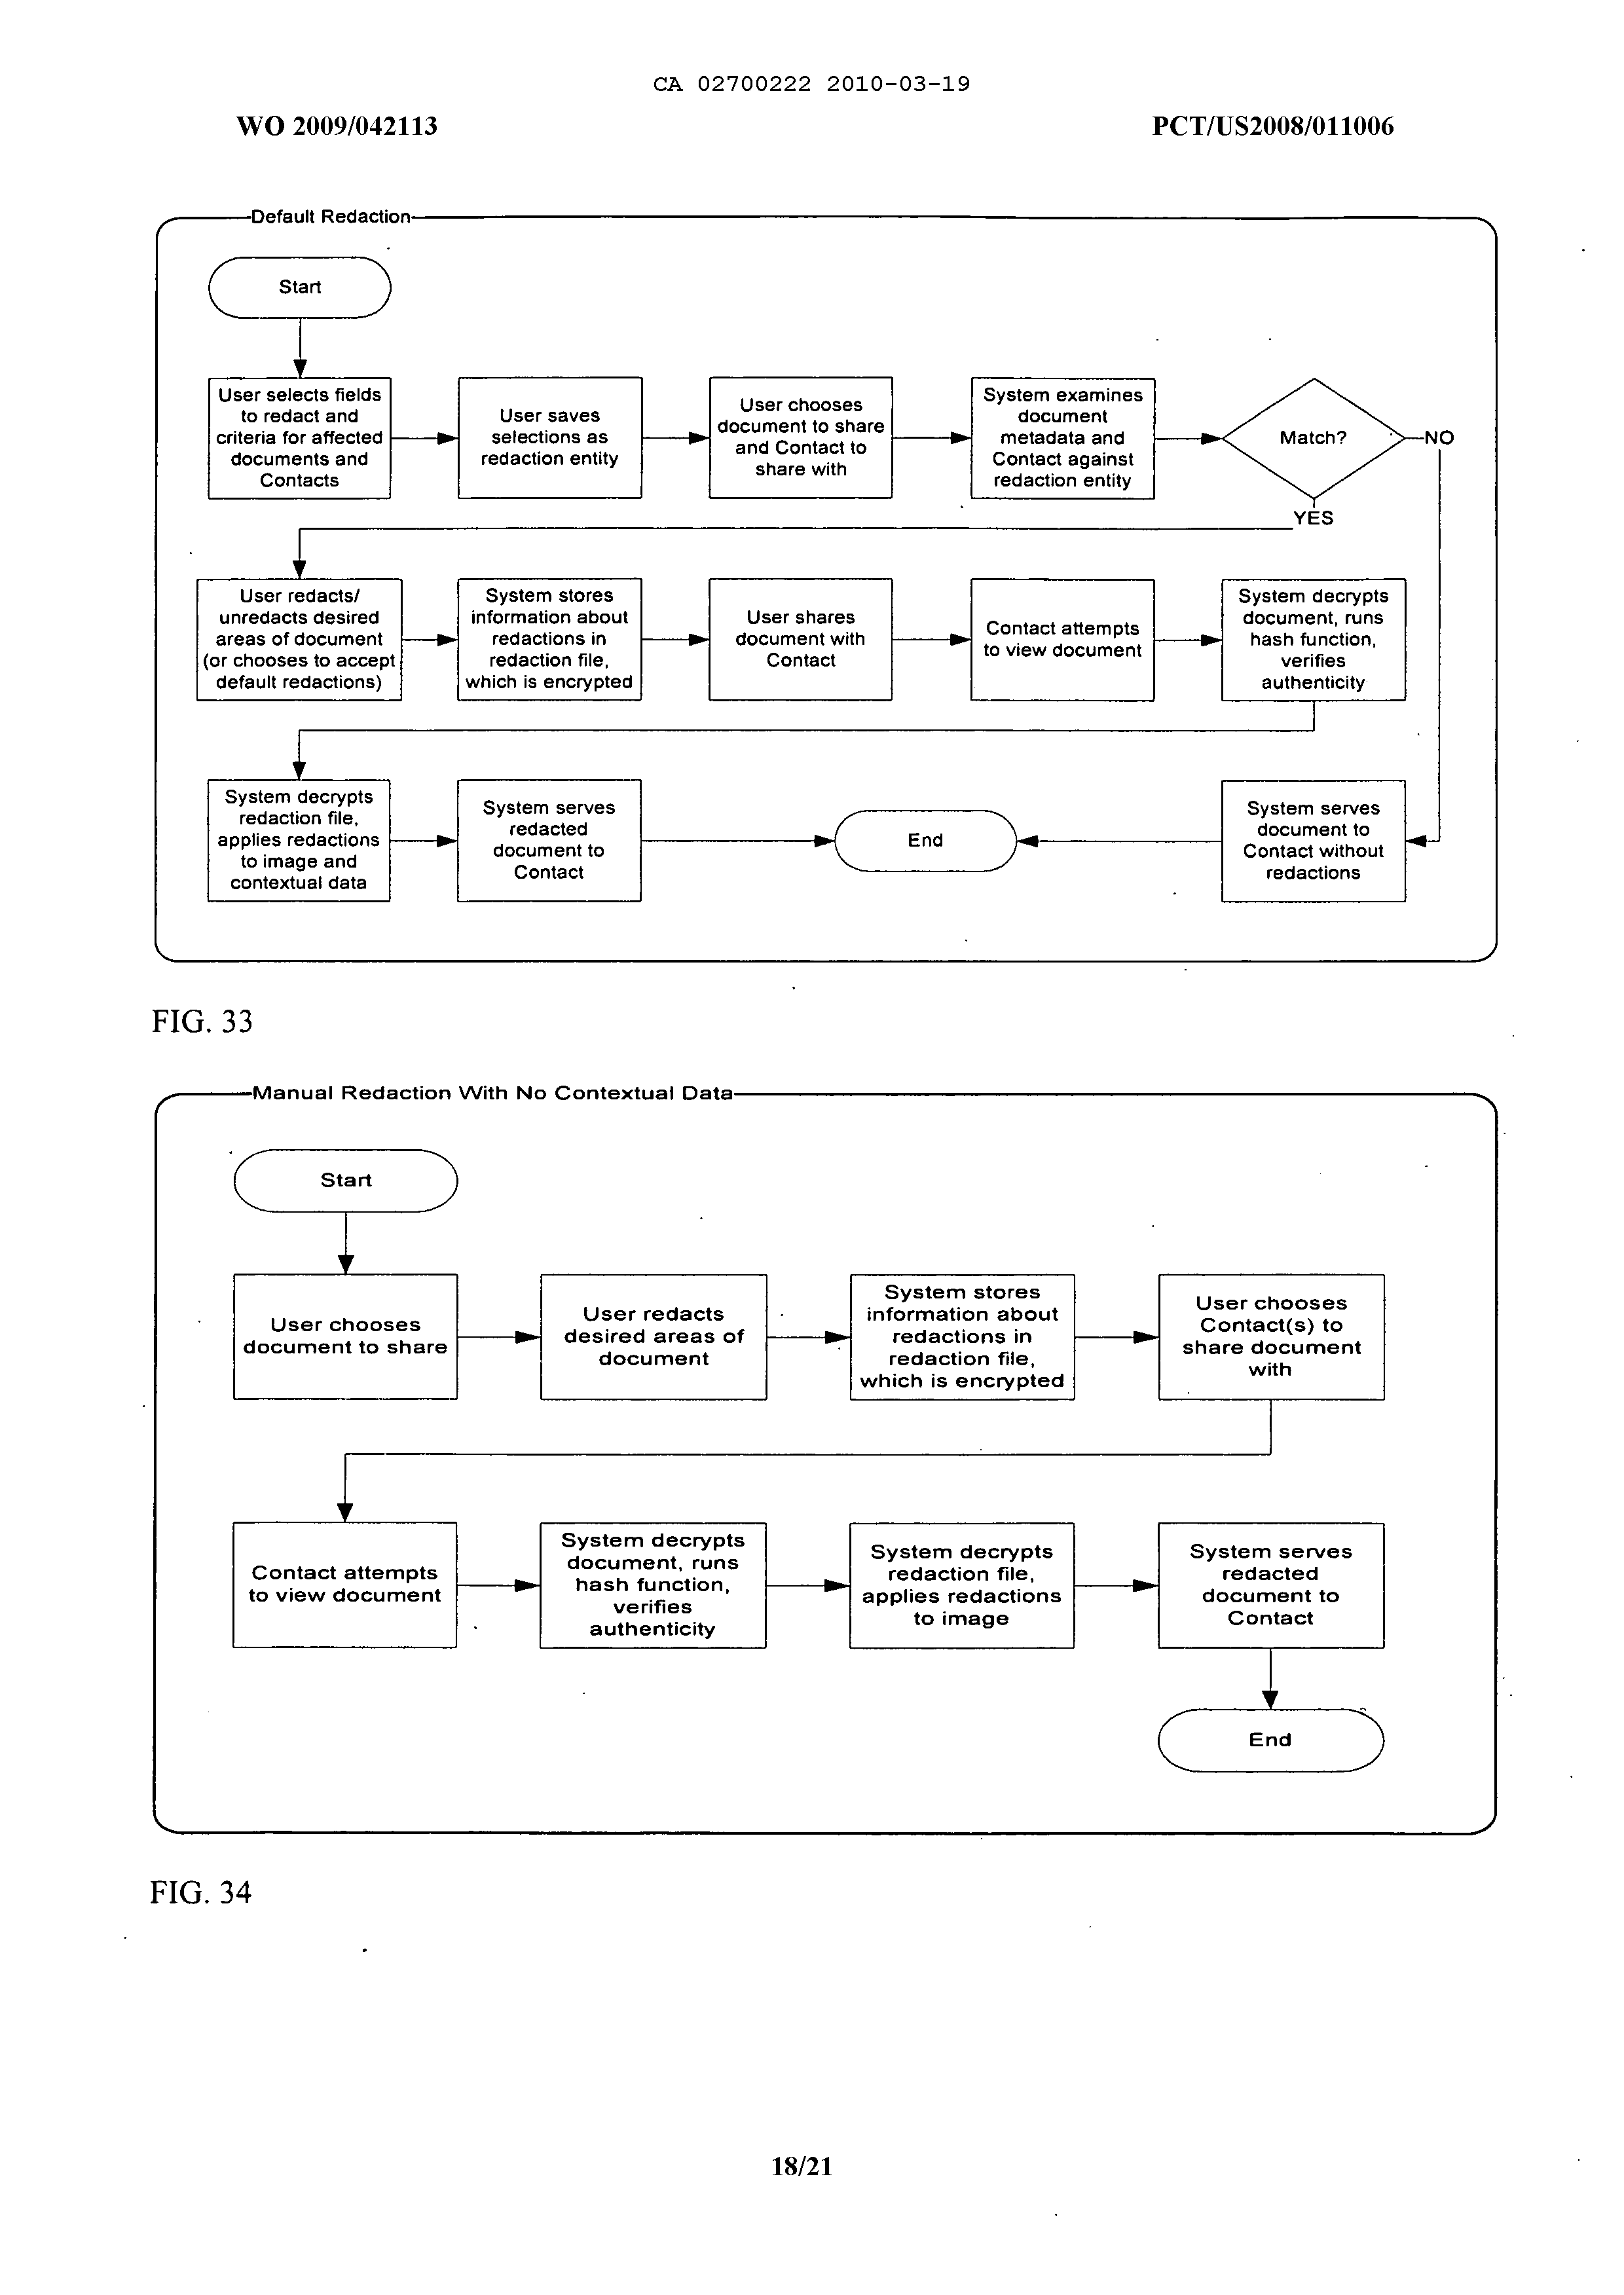 CA 02700222 2010-03-19
WO 2009/042113
PCT/US2008/011006
Default Redaction
Start
User selects fields
to redact and
criteria for affected
documents and
Contacts
User saves
selections as
redaction entity
User chooses
document to share
and Contact to
share with
System examines
document
metadata and
Contact against
redaction entity
Match?
NO
YES
User redacts/
unredacts desired
areas of document
(or chooses to accept
default redactions)
System stores
information about
redactions in
redaction file,
which is encrypted
User shares
document with
Contact
Contact attempts
to view document
System decrypts
document, runs
hash function,
verifies
authenticity
System decrypts
redaction file,
applies redactions
to image and
contextual data
System serves
redacted
document to
Contact
End
System serves
document to
Contact without
redactions
FIG. 33
Manual Redaction With No Contextual Data
Start
User chooses
document to share
User redacts
desired areas of
document
System stores
information about
redactions in
redaction file,
which is encrypted
User chooses
Contact(s) to
share document
with
Contact attempts
to view document
System decrypts
document, runs
hash function,
verifies
authenticity
System decrypts
redaction file,
applies redactions
to image
System serves
redacted
document to
Contact
End
FIG. 34
18/21